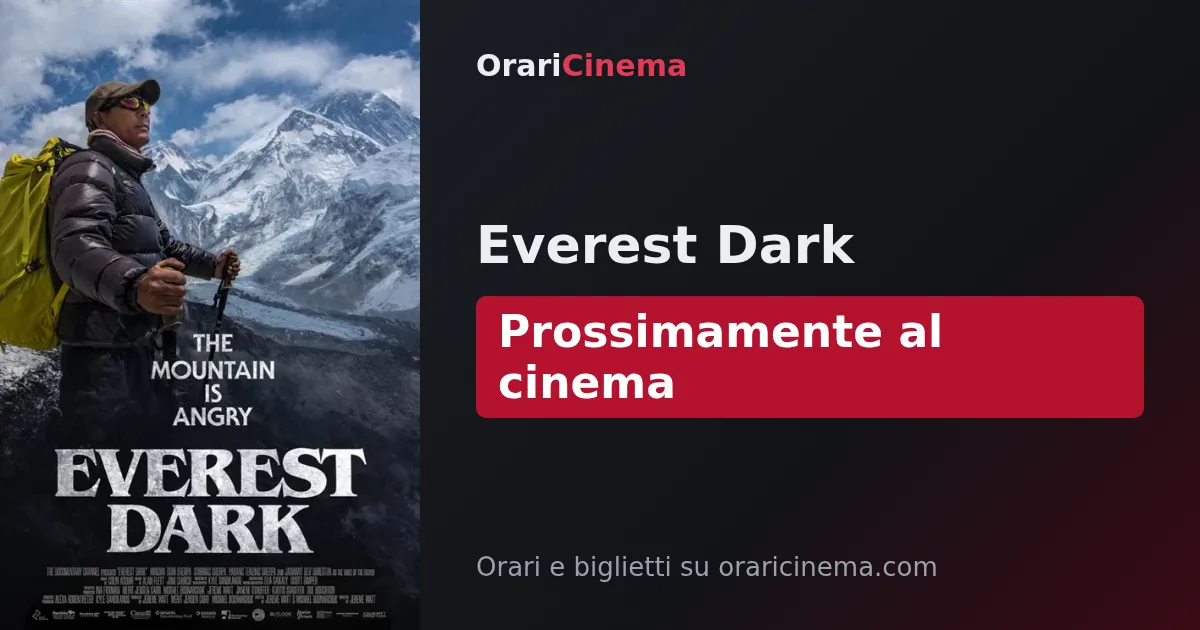 THE
MOUNTAIN
IS
ANGRY
EVEREST
DARK
OrariCinema
Everest Dark
Prossimamente al
cinema
Orari e biglietti su oraricinema.com